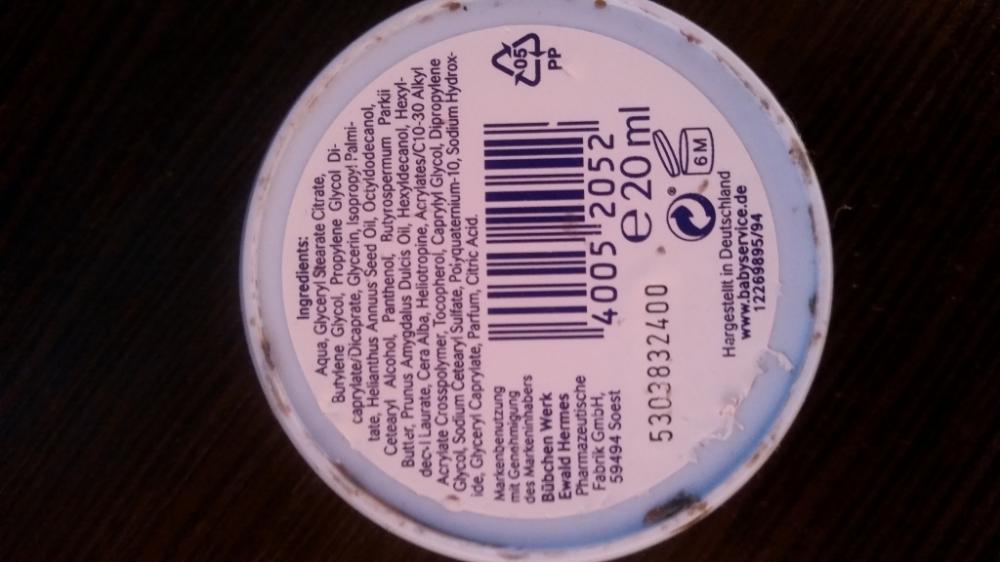 Ingredients:
Aqua, Glyceryl Stearate Citrate,
Butylene Glycol, Propylene Glycol Di-
caprylate/Dicaprate, Glycerin, Isopropyl Palmi-
tate, Helianthus Annuus Seed Oil, Octyldodecanol,
Cetearyl Alcohol, Panthenol, Butyrospermum Parkii
Butter, Prunus Amygdalus Dulcis Oil, Hexyldecanol, Hexyl-
decyl Laurate, Cera Alba, Heliotropine, Acrylates/C10-30 Alkyl
Acrylate Crosspolymer, Tocopherol, Caprylyl Glycol, Dipropylene
Glycol, Sodium Cetearyl Sulfate, Polyquaternium-10, Sodium Hydrox-
ide, Glyceryl Caprylate, Parfum, Citric Acid.
Markenbenutzung
mit Genehmigung
des Markeninhabers
Bübchen Werk
Ewald Hermes
Pharmazeutische
Fabrik GmbH,
59494 Soest
4005 2052
05
PP
e 20 ml
6 M
®
5303832400
Hargestellt in Deutschland
www.babyservice.de
12269895/94